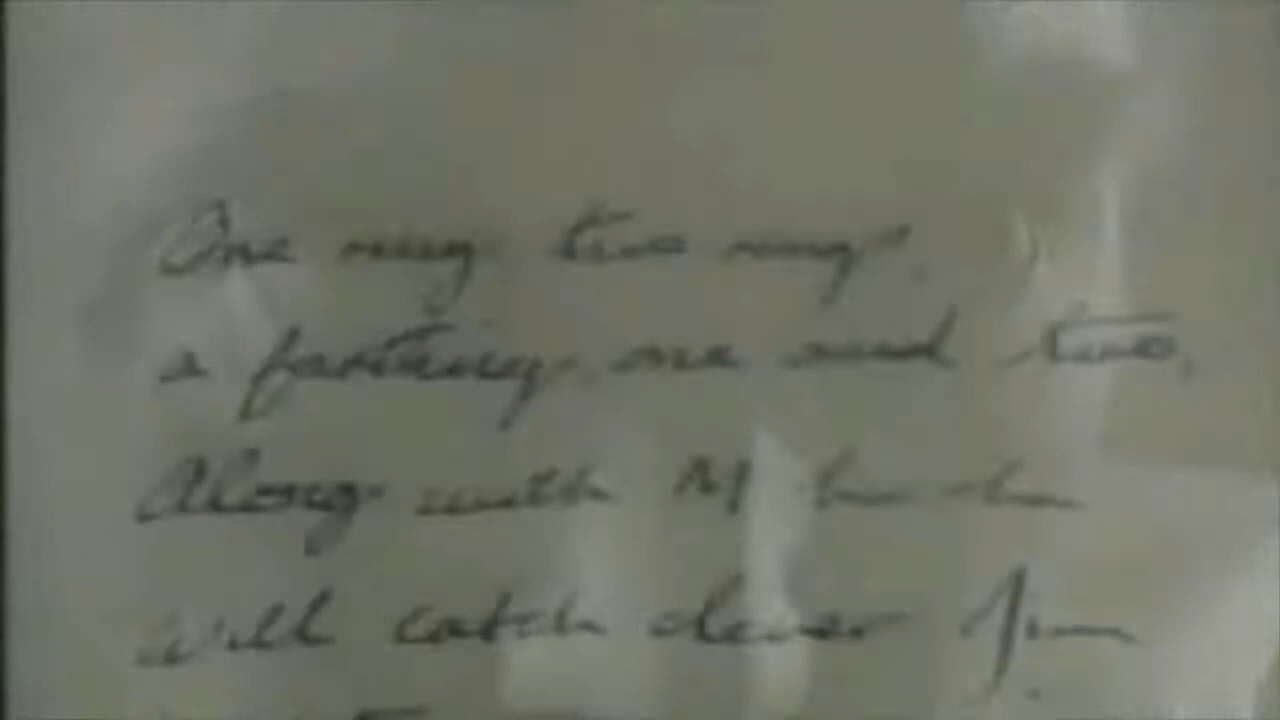 One ring two rings
a farthing one and two,
Along with M
will catch clever Jim